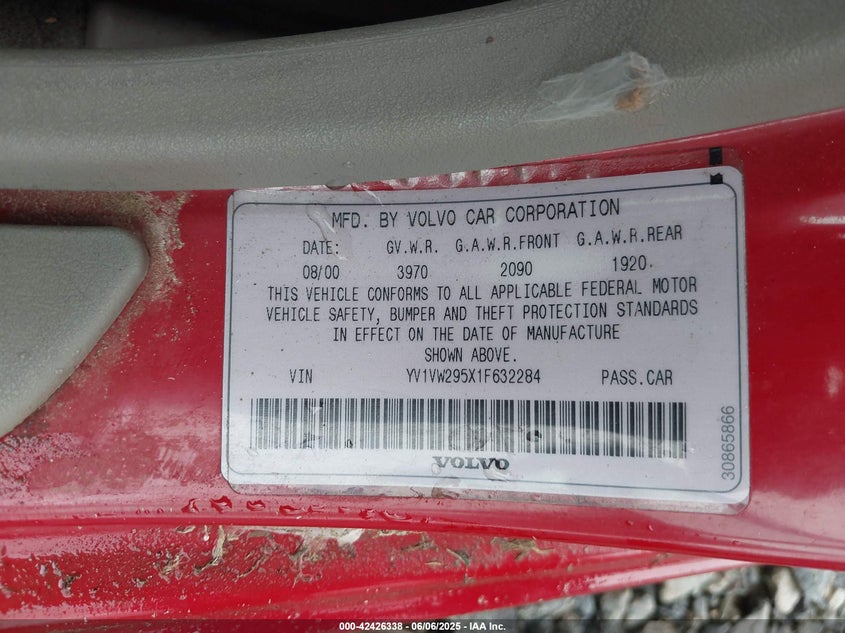 MFD. BY VOLVO CAR CORPORATION
DATE: GV.W.R. G.A.W.R.FRONT G.A.W.R.REAR
08/00 3970 2090 1920
THIS VEHICLE CONFORMS TO ALL APPLICABLE FEDERAL MOTOR
VEHICLE SAFETY, BUMPER AND THEFT PROTECTION STANDARDS
IN EFFECT ON THE DATE OF MANUFACTURE
SHOWN ABOVE.
VIN YV1VW295X1F632284 PASS.CAR
VOLVO
30865866
000-42426338 - 06/06/2025 - IAA Inc.